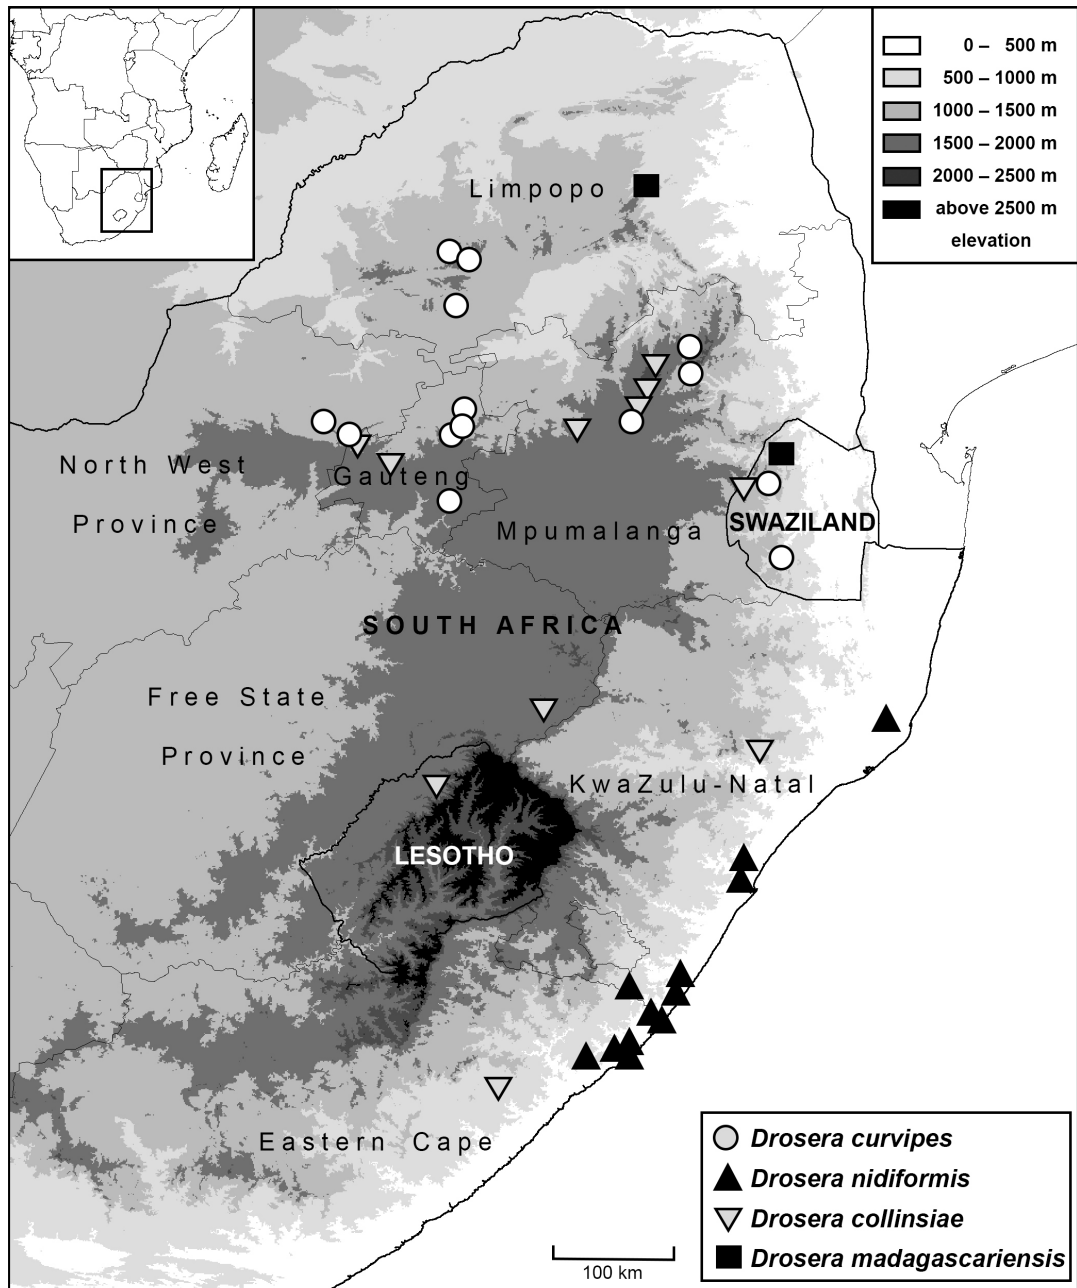 0 – 500 m
500 – 1000 m
1000 – 1500 m
1500 – 2000 m
2000 – 2500 m
above 2500 m
elevation
Limpopo
North West
Province
Gauteng
Mpumalanga
SWAZILAND
SOUTH AFRICA
Free State
Province
KwaZulu-Natal
LESOTHO
Eastern Cape
Drosera curvipes
Drosera nidiformis
Drosera collinsiae
Drosera madagascariensis
100 km